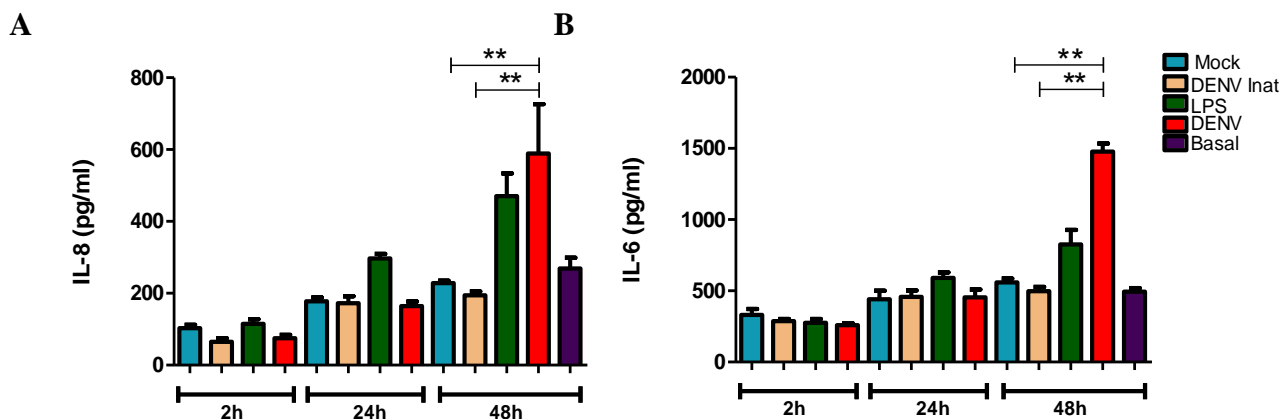 A
IL-8 (pg/ml)
800
600
400
200
0
**
**
2h
24h
48h
B
IL-6 (pg/ml)
2000
1500
1000
500
0
**
**
2h
24h
48h
Mock
DENV Inat
LPS
DENV
Basal